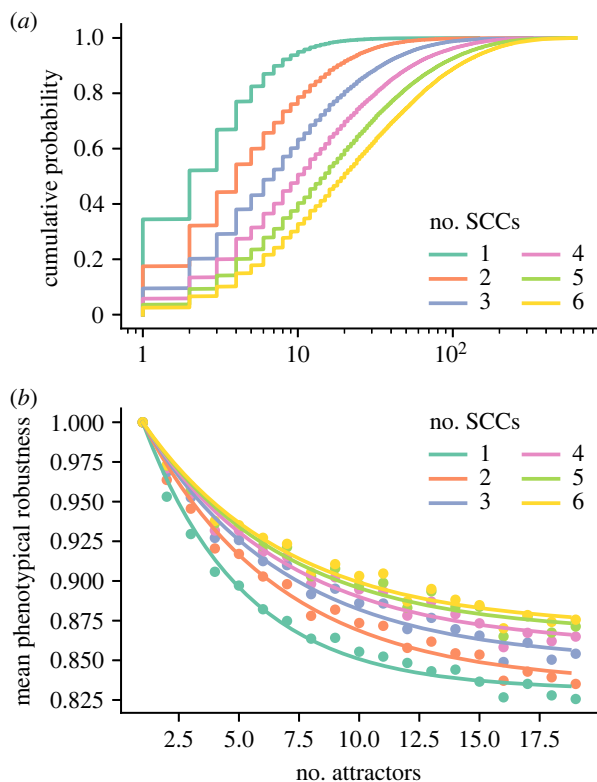 (a)
cumulative probability
1.0
0.8
0.6
0.4
0.2
0
no. SCCs
1 4
2 5
3 6
1 10 10²
(b)
mean phenotypical robustness
1.000
0.975
0.950
0.925
0.900
0.875
0.850
0.825
no. SCCs
1 4
2 5
3 6
2.5 5.0 7.5 10.0 12.5 15.0 17.5
no. attractors